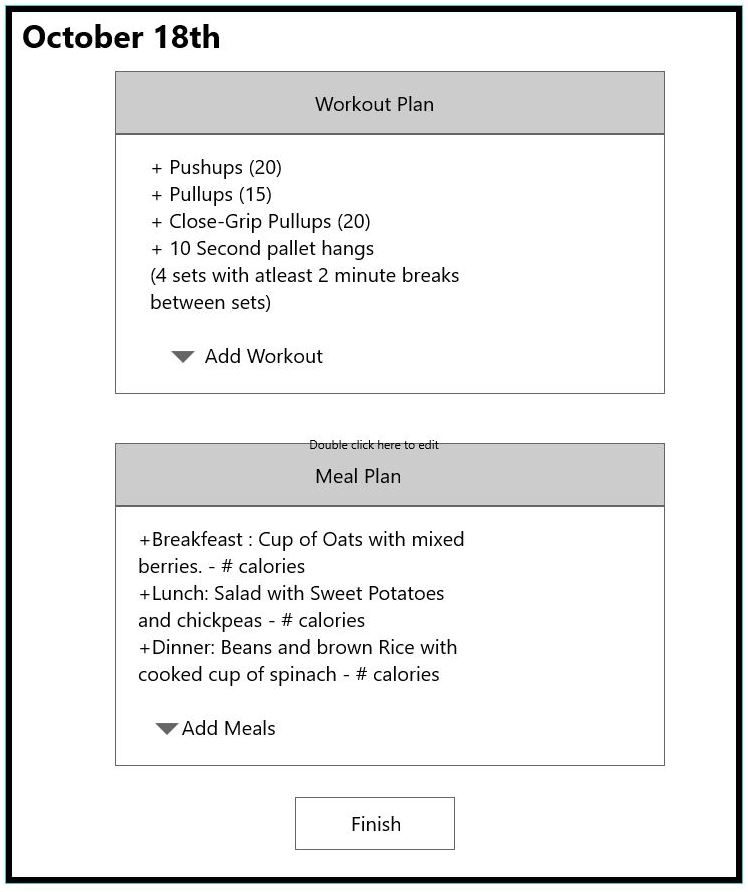 October 18th
Workout Plan
+ Pushups (20)
+ Pullups (15)
+ Close-Grip Pullups (20)
+ 10 Second pallet hangs
(4 sets with atleast 2 minute breaks
between sets)
Add Workout
Double click here to edit
Meal Plan
+Breakfeast : Cup of Oats with mixed
berries. - # calories
+Lunch: Salad with Sweet Potatoes
and chickpeas - # calories
+Dinner: Beans and brown Rice with
cooked cup of spinach - # calories
Add Meals
Finish